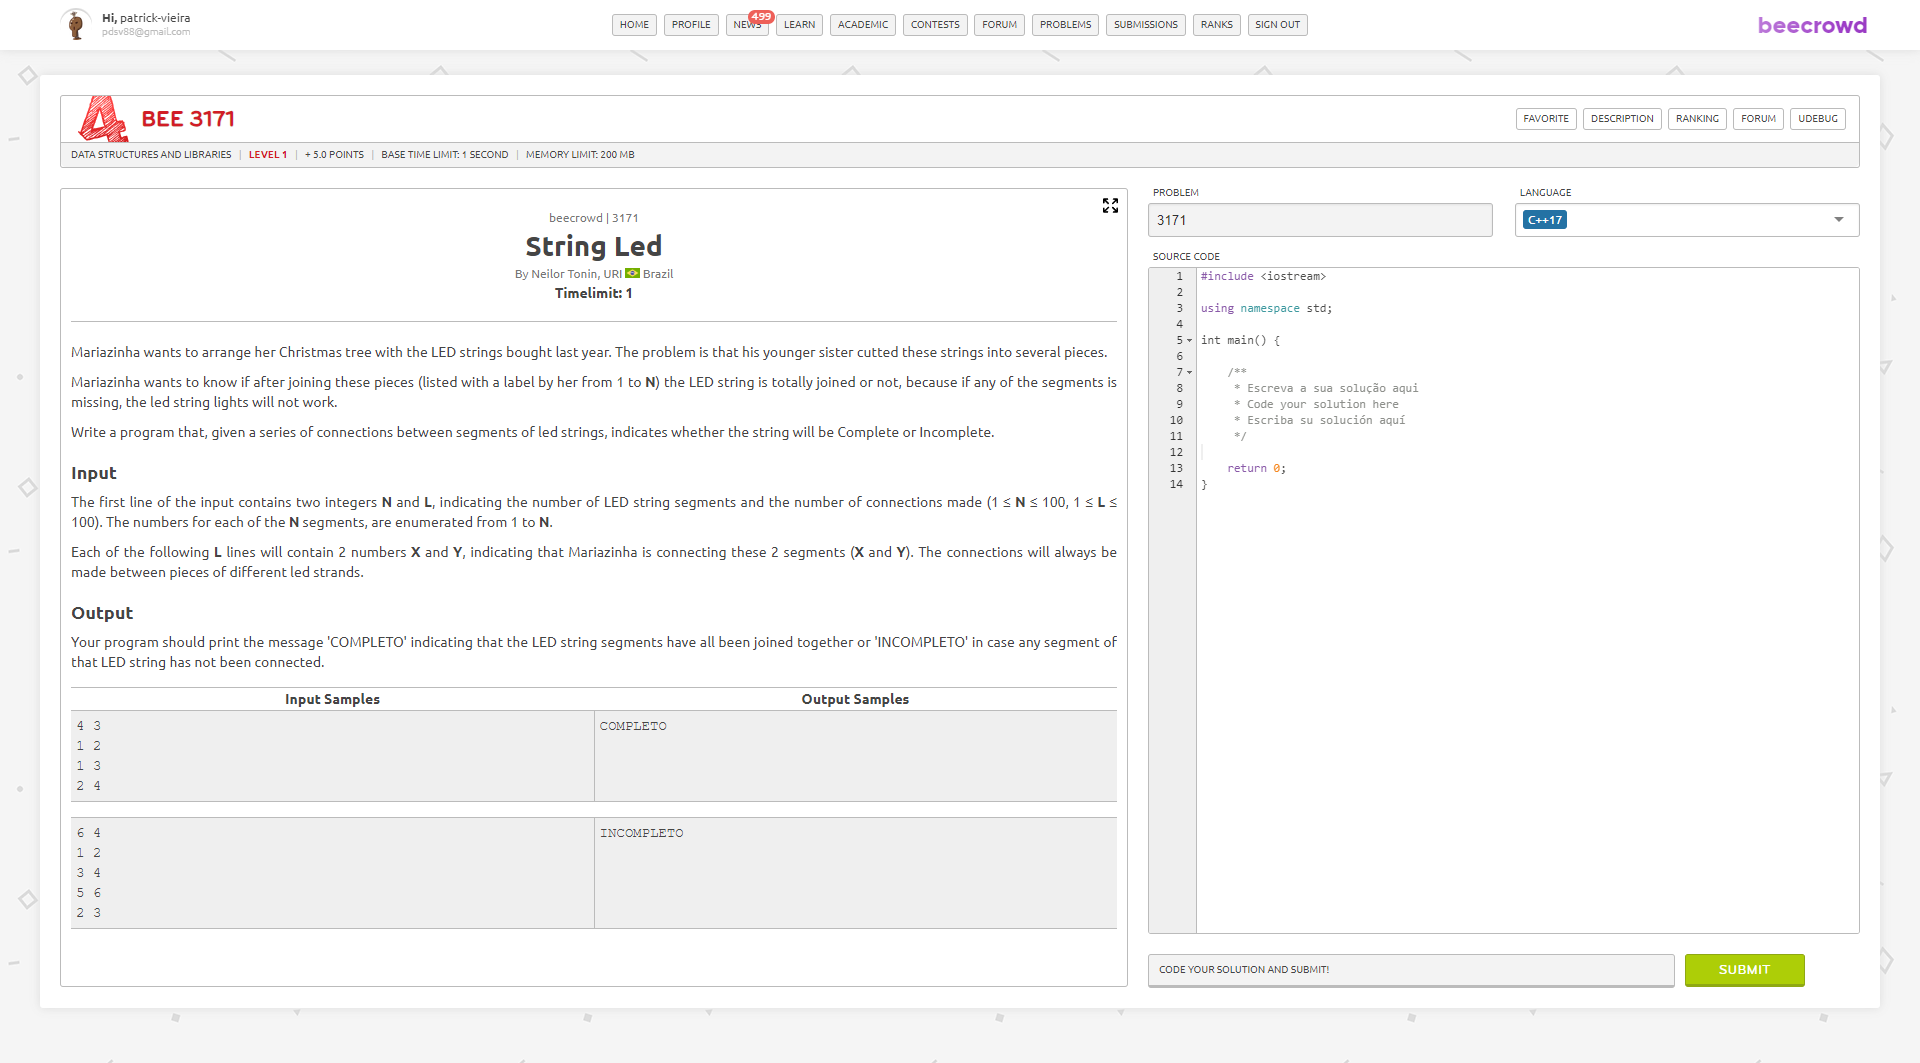 Hi, patrick-vieira
pdsv88@gmail.com
HOME PROFILE NEWS 499 LEARN ACADEMIC CONTESTS FORUM PROBLEMS SUBMISSIONS RANKS SIGN OUT
beecrowd
4 BEE 3171
FAVORITE DESCRIPTION RANKING FORUM UDEBUG
DATA STRUCTURES AND LIBRARIES | LEVEL 1 | + 5.0 POINTS | BASE TIME LIMIT: 1 SECOND | MEMORY LIMIT: 200 MB
beecrowd | 3171
String Led
By Neilor Tonin, URI Brazil
Timelimit: 1
Mariazinha wants to arrange her Christmas tree with the LED strings bought last year. The problem is that his younger sister cutted these strings into several pieces.
Mariazinha wants to know if after joining these pieces (listed with a label by her from 1 to N) the LED string is totally joined or not, because if any of the segments is
missing, the led string lights will not work.
Write a program that, given a series of connections between segments of led strings, indicates whether the string will be Complete or Incomplete.
Input
The first line of the input contains two integers N and L, indicating the number of LED string segments and the number of connections made (1 ≤ N ≤ 100, 1 ≤ L ≤
100). The numbers for each of the N segments, are enumerated from 1 to N.
Each of the following L lines will contain 2 numbers X and Y, indicating that Mariazinha is connecting these 2 segments (X and Y). The connections will always be
made between pieces of different led strands.
Output
Your program should print the message 'COMPLETO' indicating that the LED string segments have all been joined together or 'INCOMPLETO' in case any segment of
that LED string has not been connected.
Input Samples Output Samples
4 3 COMPLETO
1 2
1 3
2 4
6 4 INCOMPLETO
1 2
3 4
5 6
2 3
PROBLEM LANGUAGE
3171 C++17
SOURCE CODE
1 #include <iostream>
2
3 using namespace std;
4
5 int main() {
6
7 /**
8 * Escreva a sua solução aqui
9 * Code your solution here
10 * Escriba su solución aquí
11 */
12
13 return 0;
14 }
CODE YOUR SOLUTION AND SUBMIT! SUBMIT